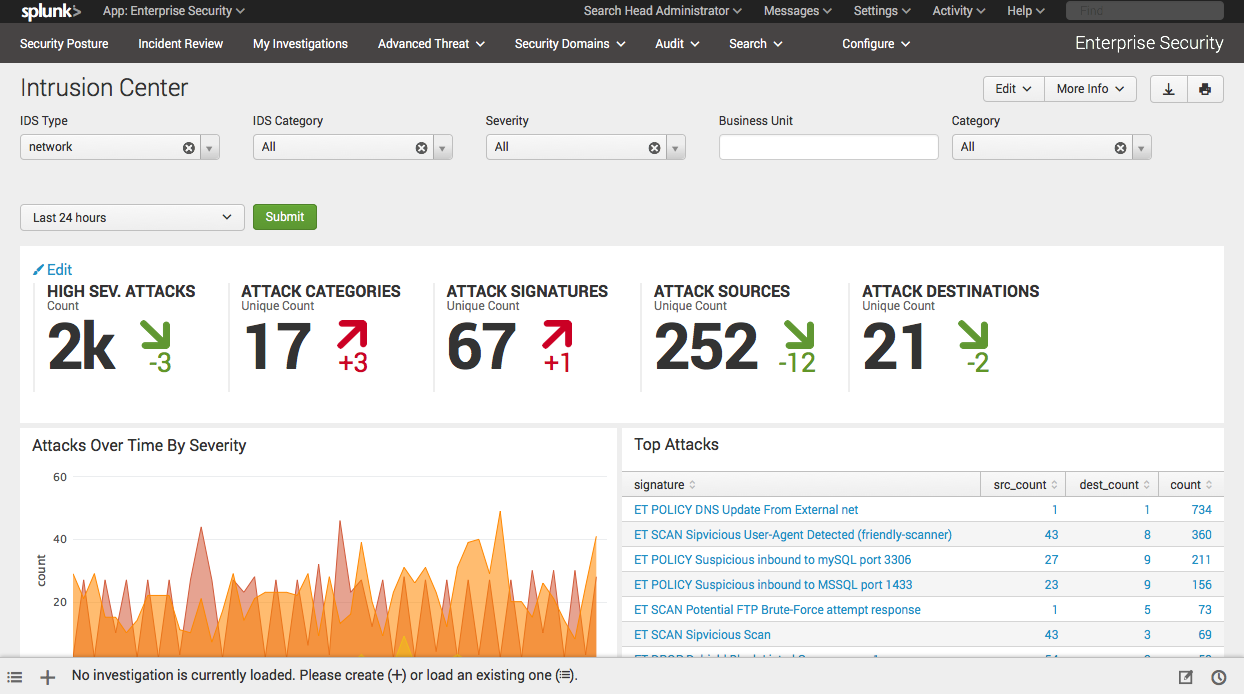 splunk> App: Enterprise Security Search Head Administrator Messages Settings Activity Help Find
Security Posture Incident Review My Investigations Advanced Threat Security Domains Audit Search Configure Enterprise Security
Intrusion Center
Edit More Info
IDS Type IDS Category Severity Business Unit Category
network All All All
Last 24 hours Submit
Edit
HIGH SEV. ATTACKS
Count
2k -3
ATTACK CATEGORIES
Unique Count
17 +3
ATTACK SIGNATURES
Unique Count
67 +1
ATTACK SOURCES
Unique Count
252 -12
ATTACK DESTINATIONS
Unique Count
21 -2
Attacks Over Time By Severity
60
40
20
count
Top Attacks
signature src_count dest_count count
ET POLICY DNS Update From External net 1 1 734
ET SCAN Sipvicious User-Agent Detected (friendly-scanner) 43 8 360
ET POLICY Suspicious inbound to mySQL port 3306 27 9 211
ET POLICY Suspicious inbound to MSSQL port 1433 23 9 156
ET SCAN Potential FTP Brute-Force attempt response 1 5 73
ET SCAN Sipvicious Scan 43 3 69
No investigation is currently loaded. Please create (+) or load an existing one (≔).